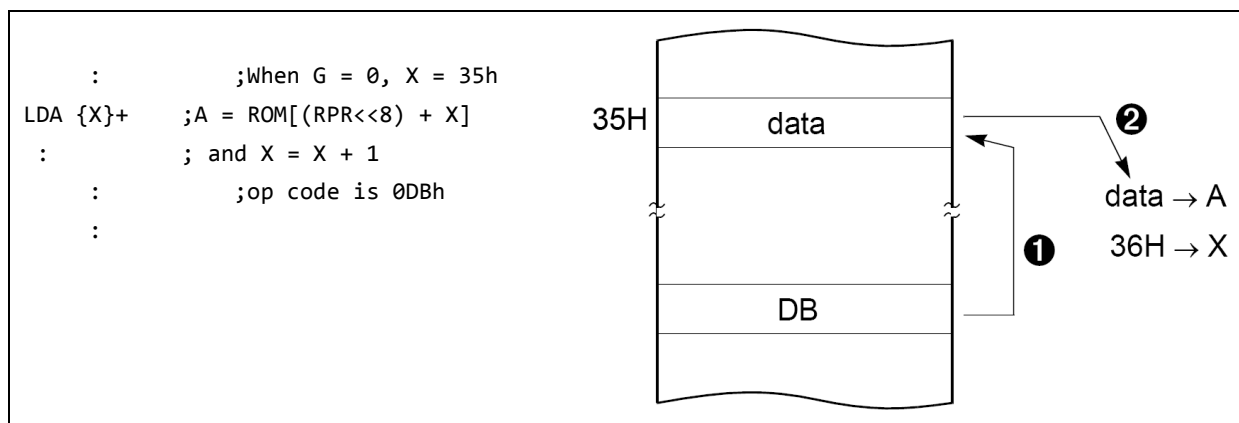 :            ;When G = 0, X = 35h
LDA {X}+     ;A = ROM[(RPR<<8) + X]
:            ; and X = X + 1
:            ;op code is 0DBh
:
35H
data
❷
data → A
❶
36H → X
DB